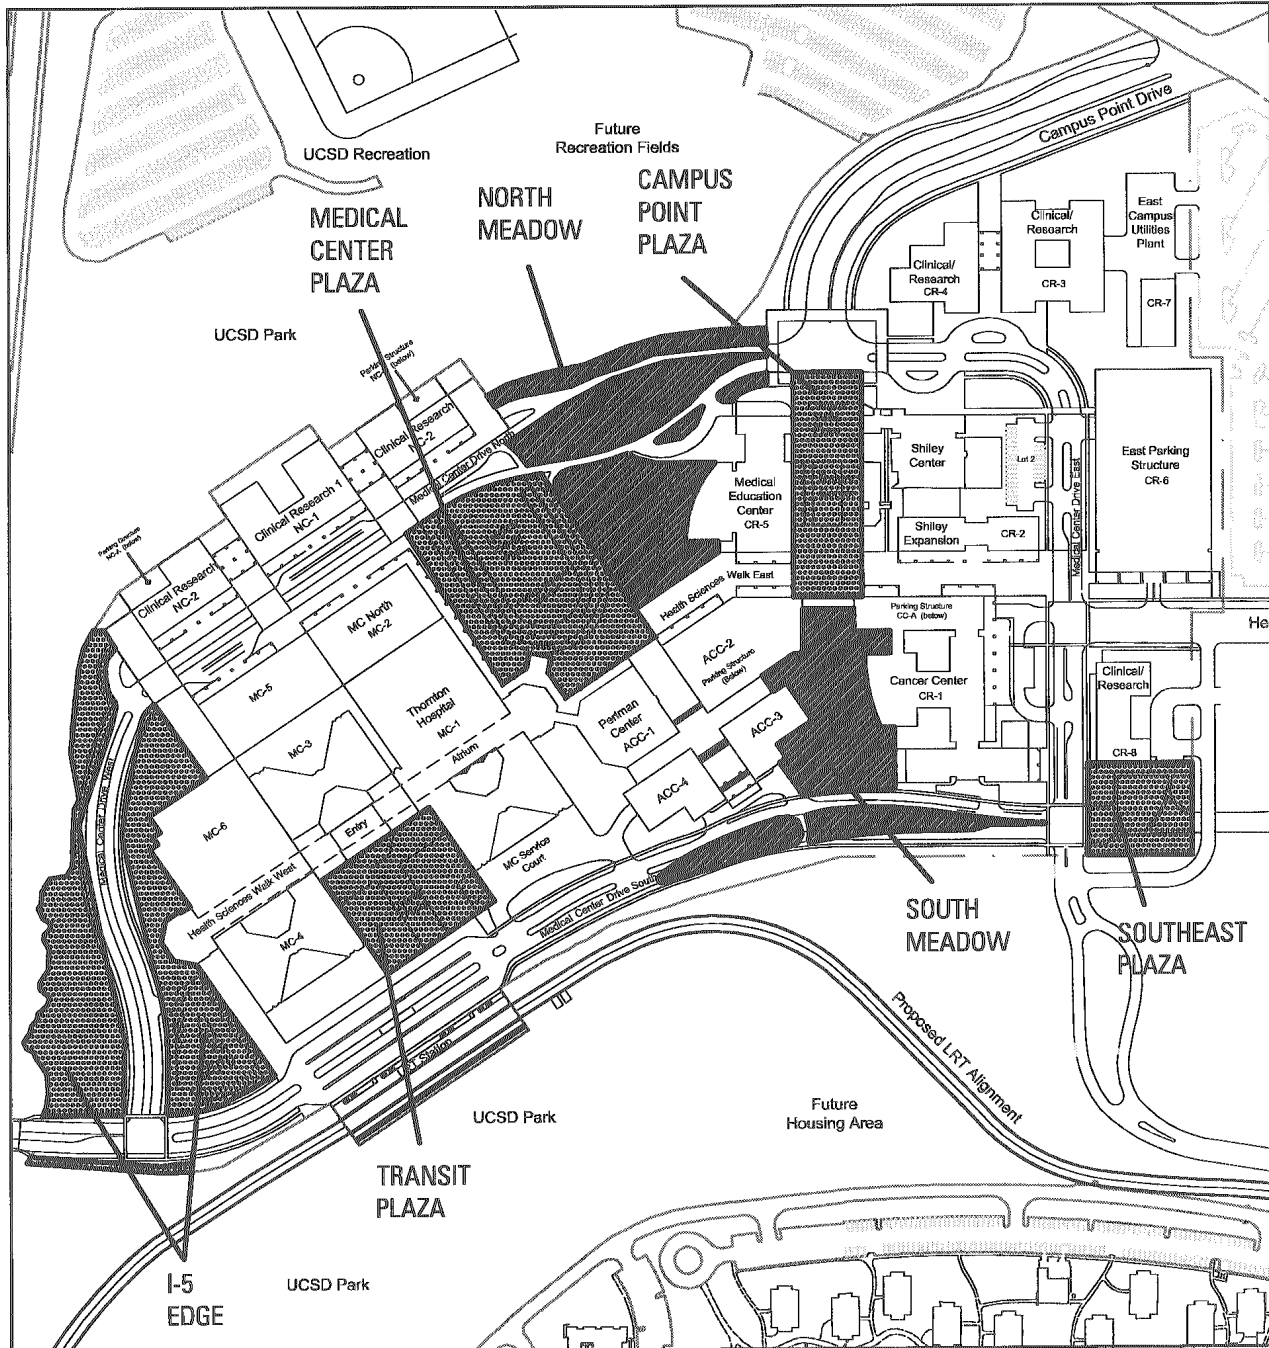 Future
Recreation Fields
UCSD Recreation
Campus Point Drive
MEDICAL
CENTER
PLAZA
NORTH
MEADOW
CAMPUS
POINT
PLAZA
Clinical/
Research
CR-4
Clinical/
Research
CR-3
East
Campus
Utilities
Plant
CR-7
UCSD Park
Parking Structure
(below)
Clinical Research
NC-2
Medical Center Drive North
Clinical Research 1
NC-1
Parking Structure
NC-A (below)
Clinical Research
NC-2
Medical
Education
Center
CR-5
Shiley
Center
Lot 2
Shiley
Expansion
CR-2
Medical Center Drive East
East Parking
Structure
CR-6
MC North
MC-2
Health Sciences
Walk East
MC-5
Thornton
Hospital
MC-1
ACC-2
Parking Structure
(Below)
Parking Structure
CC-A (below)
Cancer Center
CR-1
He
Clinical/
Research
CR-8
MC-3
Atrium
Perlman
Center
ACC-1
ACC-3
ACC-4
Medical Center Drive West
MC-6
Entry
MC Service
Court
Health Sciences Walk West
MC-4
Medical Center Drive South
SOUTH
MEADOW
SOUTHEAST
PLAZA
Station
Proposed LRT Alignment
UCSD Park
Future
Housing Area
TRANSIT
PLAZA
I-5
EDGE
UCSD Park